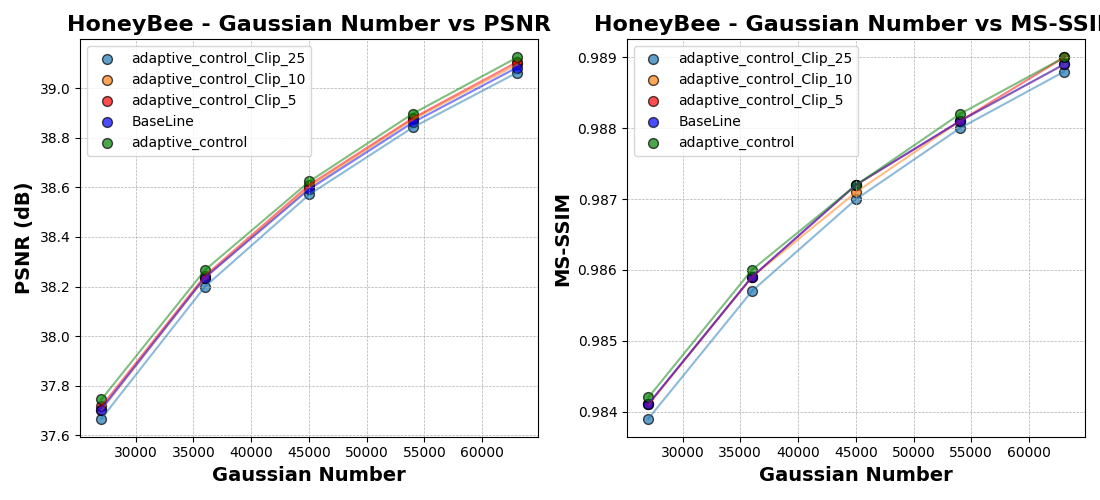 HoneyBee - Gaussian Number vs PSNR
adaptive_control_Clip_25
adaptive_control_Clip_10
adaptive_control_Clip_5
BaseLine
adaptive_control
PSNR (dB)
39.0
38.8
38.6
38.4
38.2
38.0
37.8
37.6
30000 35000 40000 45000 50000 55000 60000
Gaussian Number
HoneyBee - Gaussian Number vs MS-SSI
adaptive_control_Clip_25
adaptive_control_Clip_10
adaptive_control_Clip_5
BaseLine
adaptive_control
MS-SSIM
0.989
0.988
0.987
0.986
0.985
0.984
30000 35000 40000 45000 50000 55000 60000
Gaussian Number